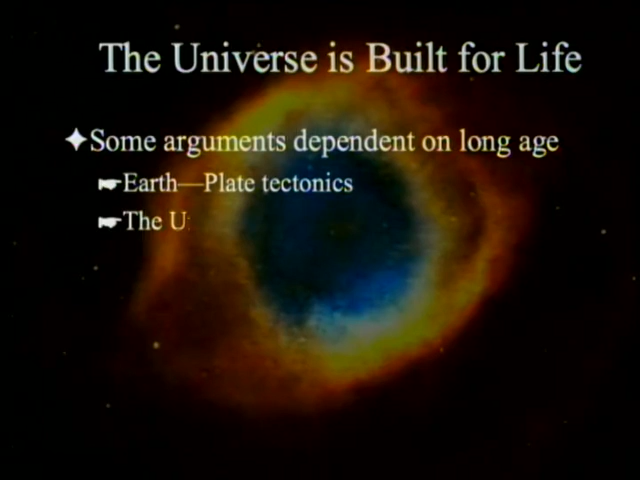 The Universe is Built for Life
Some arguments dependent on long age
Earth—Plate tectonics
The U